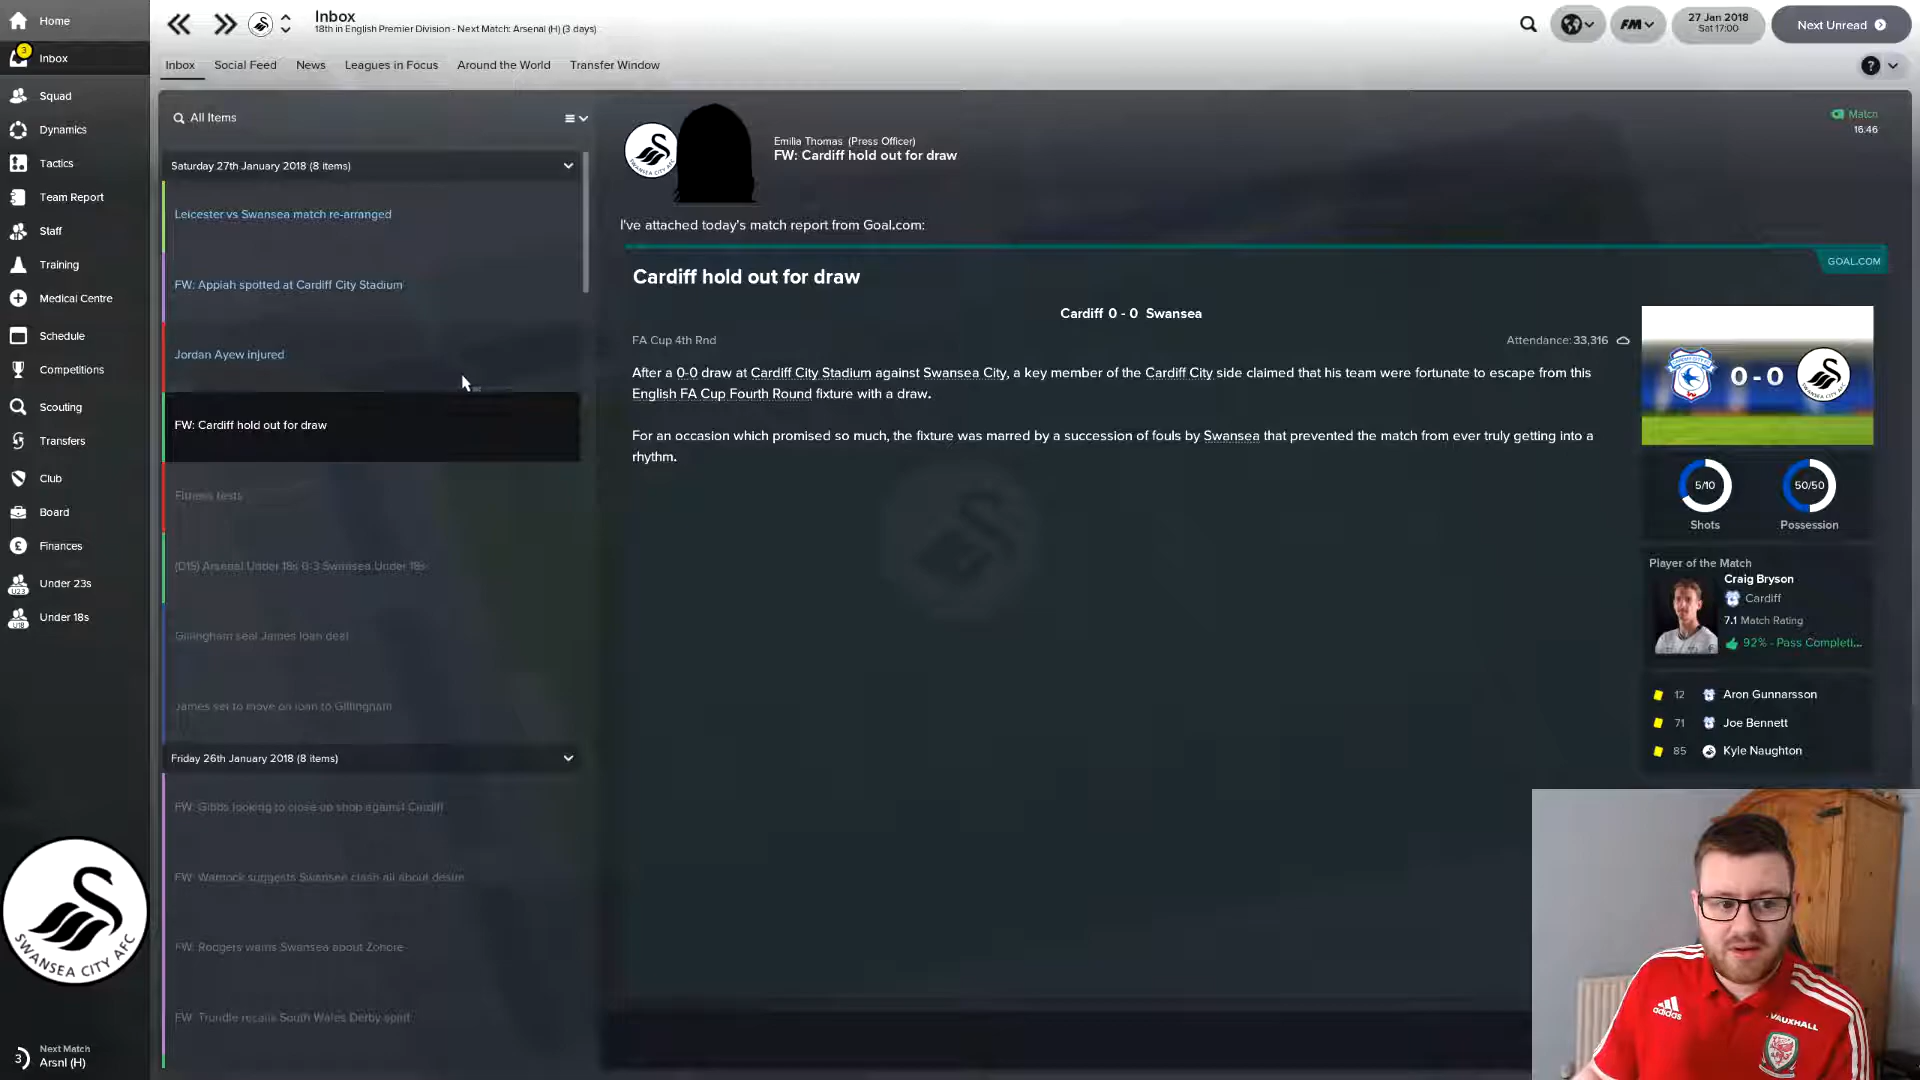 Home
Inbox
3
Squad
Dynamics
Tactics
Team Report
Staff
Training
Medical Centre
Schedule
Competitions
Scouting
Transfers
Club
Board
Finances
Under 23s
U23
Under 18s
U18
SWANSEA CITY AFC
3
Next Match
Arsnl (H)
Inbox
18th in English Premier Division - Next Match: Arsenal (H) (3 days)
FM
27 Jan 2018
Sat 17:00
Next Unread
Inbox
Social Feed
News
Leagues in Focus
Around the World
Transfer Window
?
All Items
Saturday 27th January 2018 (8 items)
Leicester vs Swansea match re-arranged
FW: Appiah spotted at Cardiff City Stadium
Jordan Ayew injured
FW: Cardiff hold out for draw
Fitness tests
(D15) Arsenal Under 18s 0-3 Swansea Under 18s
Gillingham seal James loan deal
James set to move on loan to Gillingham
Friday 26th January 2018 (8 items)
FW: Gibbs looking to close up shop against Cardiff
FW: Warnock suggests Swansea clash all about desire
FW: Rodgers warns Swansea about Zohore
FW: Trundle recalls South Wales Derby spirit
Emilia Thomas (Press Officer)
FW: Cardiff hold out for draw
Match
16:46
I've attached today's match report from Goal.com:
GOAL.COM
Cardiff hold out for draw
Cardiff 0 - 0 Swansea
FA Cup 4th Rnd
Attendance: 33,316
After a 0-0 draw at Cardiff City Stadium against Swansea City, a key member of the Cardiff City side claimed that his team were fortunate to escape from this
English FA Cup Fourth Round fixture with a draw.
For an occasion which promised so much, the fixture was marred by a succession of fouls by Swansea that prevented the match from ever truly getting into a
rhythm.
0 - 0
5/10
Shots
50/50
Possession
Player of the Match
Craig Bryson
Cardiff
7.1 Match Rating
92% - Pass Completi...
12 Aron Gunnarsson
71 Joe Bennett
85 Kyle Naughton
adidas
VAUXHALL